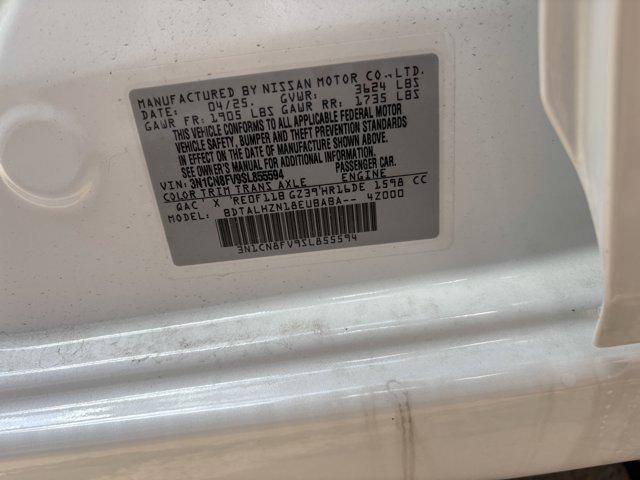 MANUFACTURED BY NISSAN MOTOR CO., LTD.
DATE: 04/25. GVWR: 3624 LBS
GAWR FR: 1905 LBS GAWR RR: 1735 LBS
THIS VEHICLE CONFORMS TO ALL APPLICABLE FEDERAL MOTOR
VEHICLE SAFETY, BUMPER AND THEFT PREVENTION STANDARDS
IN EFFECT ON THE DATE OF MANUFACTURE SHOWN ABOVE.
SEE OWNER'S MANUAL FOR ADDITIONAL INFORMATION.
VIN: 3N1CN8FV9SL855594 PASSENGER CAR.
COLOR TRIM TRANS AXLE ENGINE
QAC X RE0F11B GZ39 HR16DE 1598 CC
MODEL: BDTALHZN18EUBABA-- 4Z000
3N1CN8FV9SL855594